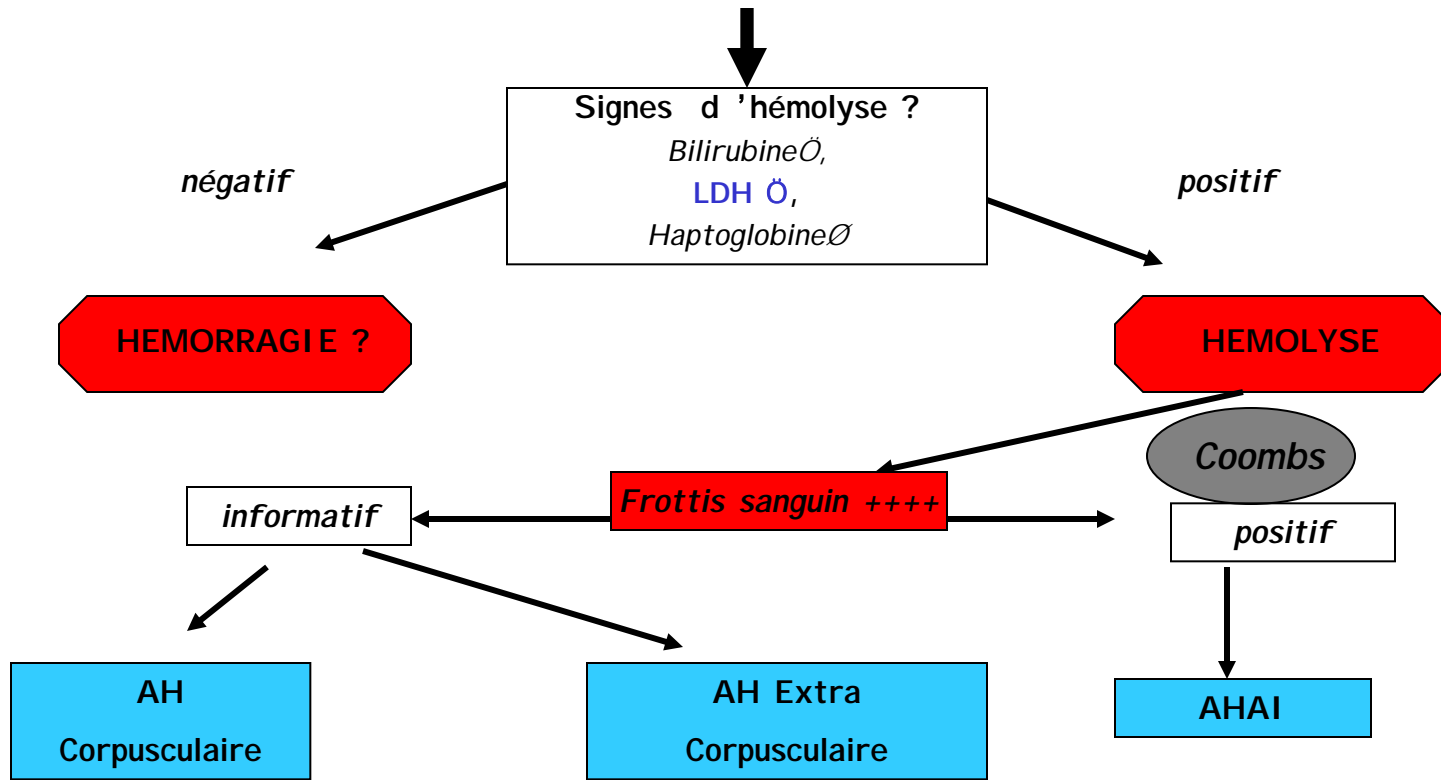 Signes d ’hémolyse ?
BilirubineÖ,
LDH Ö,
HaptoglobineØ
négatif
positif
HEMORRAGIE ?
HEMOLYSE
Coombs
Frottis sanguin ++++
informatif
positif
AH
Corpusculaire
AH Extra
Corpusculaire
AHAI